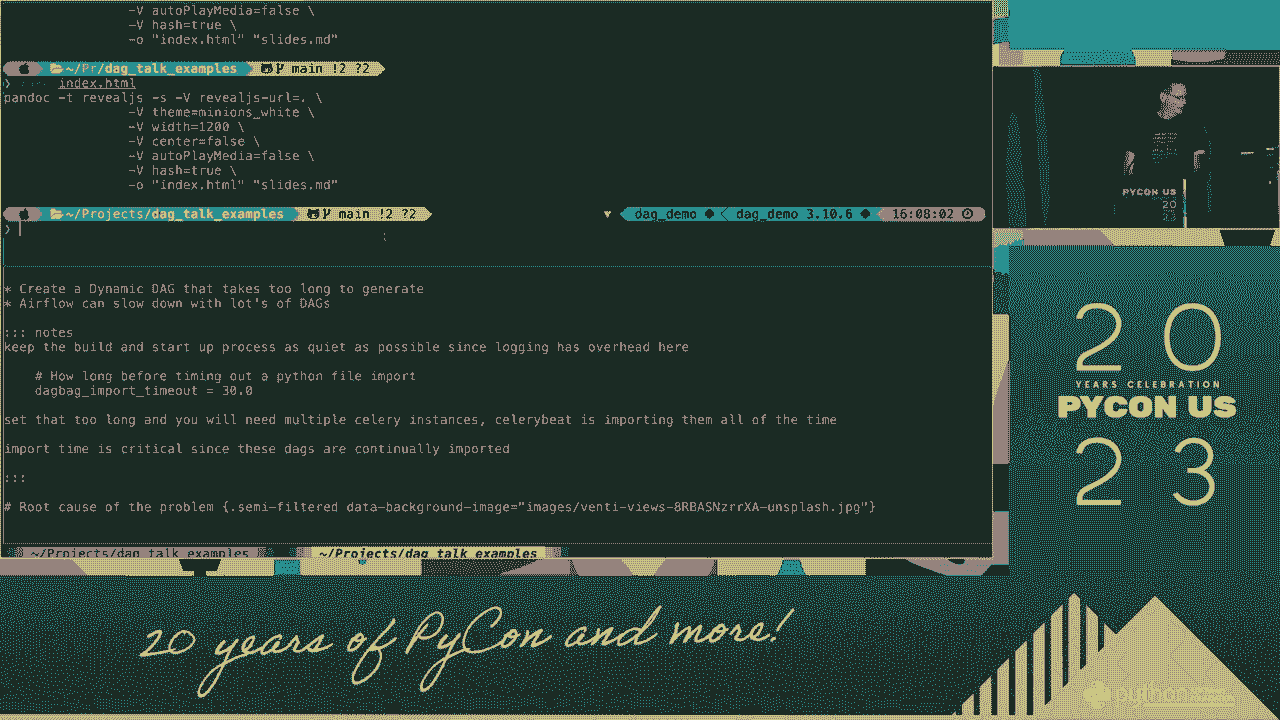 -V autoPlayMedia=false \
-V hash=true \
-o "index.html" "slides.md"
~/Pr/dag_talk_examples main !2 ?2
❯ index.html
pandoc -t revealjs -s -V revealjs-url=. \
-V theme=minions_white \
-V width=1200 \
-V center=false \
-V autoPlayMedia=false \
-V hash=true \
-o "index.html" "slides.md"
~/Projects/dag_talk_examples main !2 ?2 dag_demo dag_demo 3.10.6 16:08:02
❯
* Create a Dynamic DAG that takes too long to generate
* Airflow can slow down with lot's of DAGs
::: notes
keep the build and start up process as quiet as possible since logging has overhead here
# How long before timing out a python file import
dagbag_import_timeout = 30.0
set that too long and you will need multiple celery instances, celerybeat is importing them all of the time
import time is critical since these dags are continually imported
:::
# Root cause of the problem {.semi-filtered data-background-image="images/venti-views-8RBASNzrrXA-unsplash.jpg"}
~/Projects/dag_talk_examples ~/Projects/dag_talk_examples
PYCON US
20
23
20
YEARS CELEBRATION
PYCON US
23
20 years of PyCon and more!